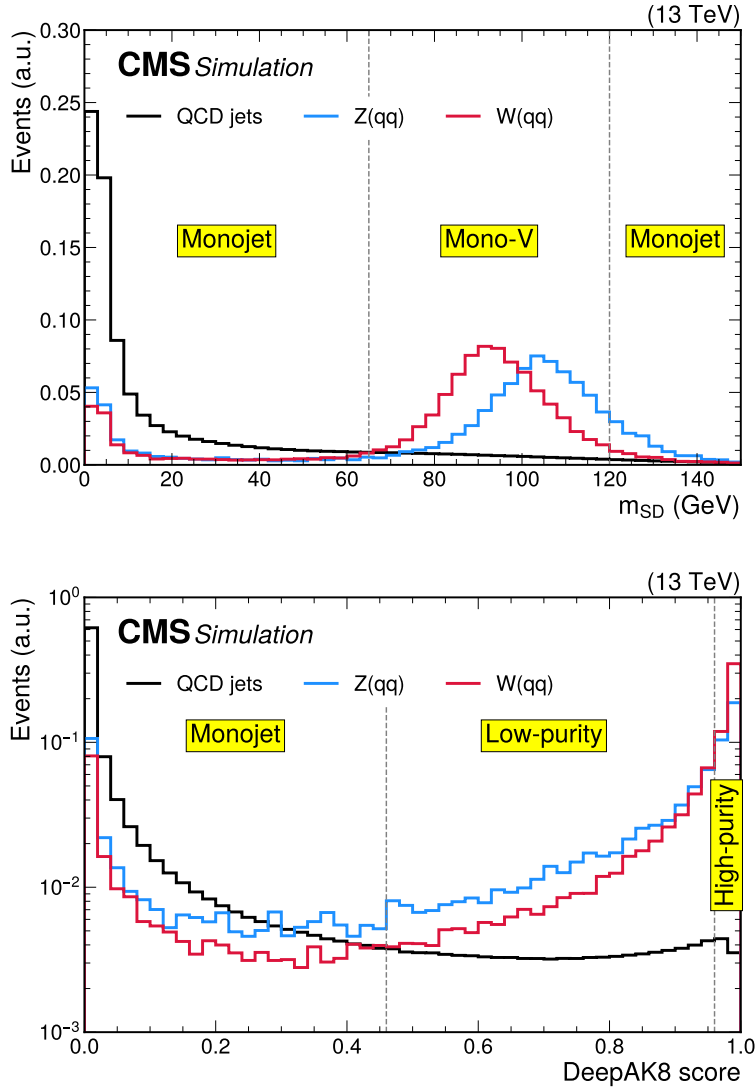 (13 TeV)
CMS Simulation
QCD jets Z(qq) W(qq)
Monojet Mono-V Monojet
Events (a.u.)
0.30
0.25
0.20
0.15
0.10
0.05
0.00
0 20 40 60 80 100 120 140
m_SD (GeV)
(13 TeV)
CMS Simulation
QCD jets Z(qq) W(qq)
Monojet Low-purity
High-purity
Events (a.u.)
10^0
10^−1
10^−2
10^−3
0.0 0.2 0.4 0.6 0.8 1.0
DeepAK8 score